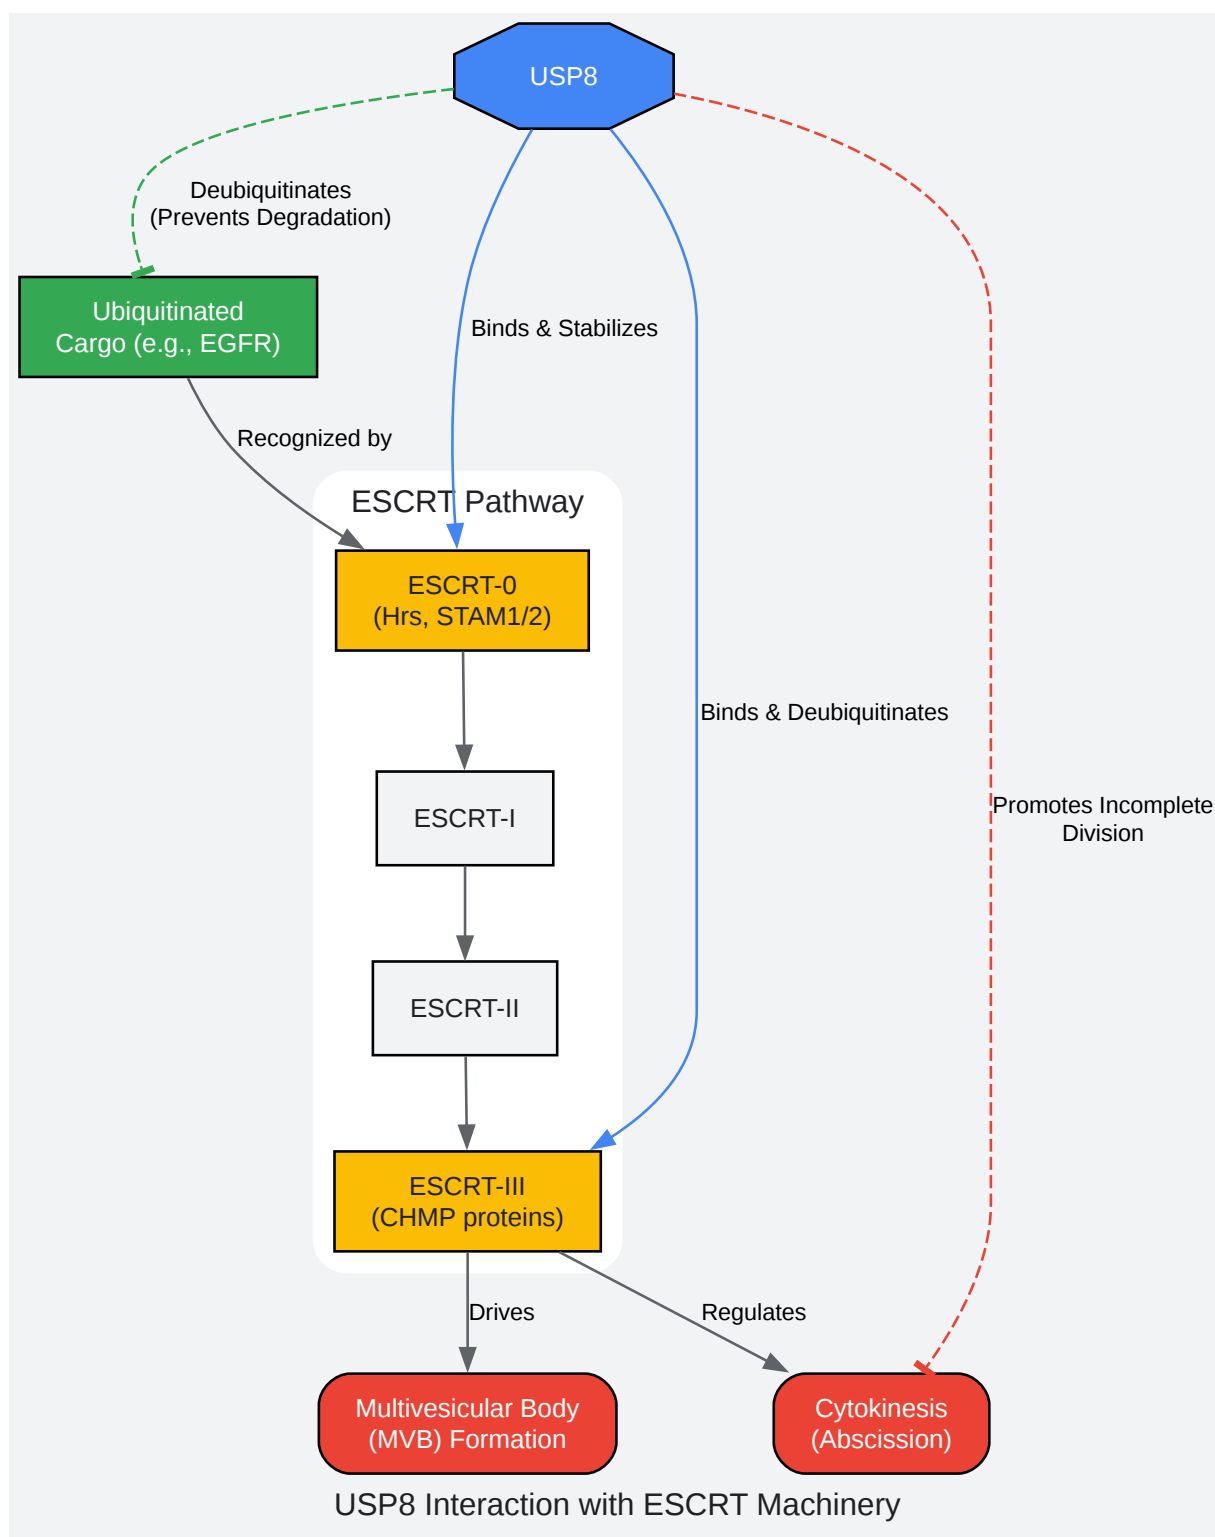 USP8
Deubiquitinates
(Prevents Degradation)
Ubiquitinated
Cargo (e.g., EGFR)
Binds & Stabilizes
Recognized by
ESCRT Pathway
ESCRT-0
(Hrs, STAM1/2)
Binds & Deubiquitinates
ESCRT-I
Promotes Incomplete
Division
ESCRT-II
ESCRT-III
(CHMP proteins)
Drives
Regulates
Multivesicular Body
(MVB) Formation
Cytokinesis
(Abscission)
USP8 Interaction with ESCRT Machinery